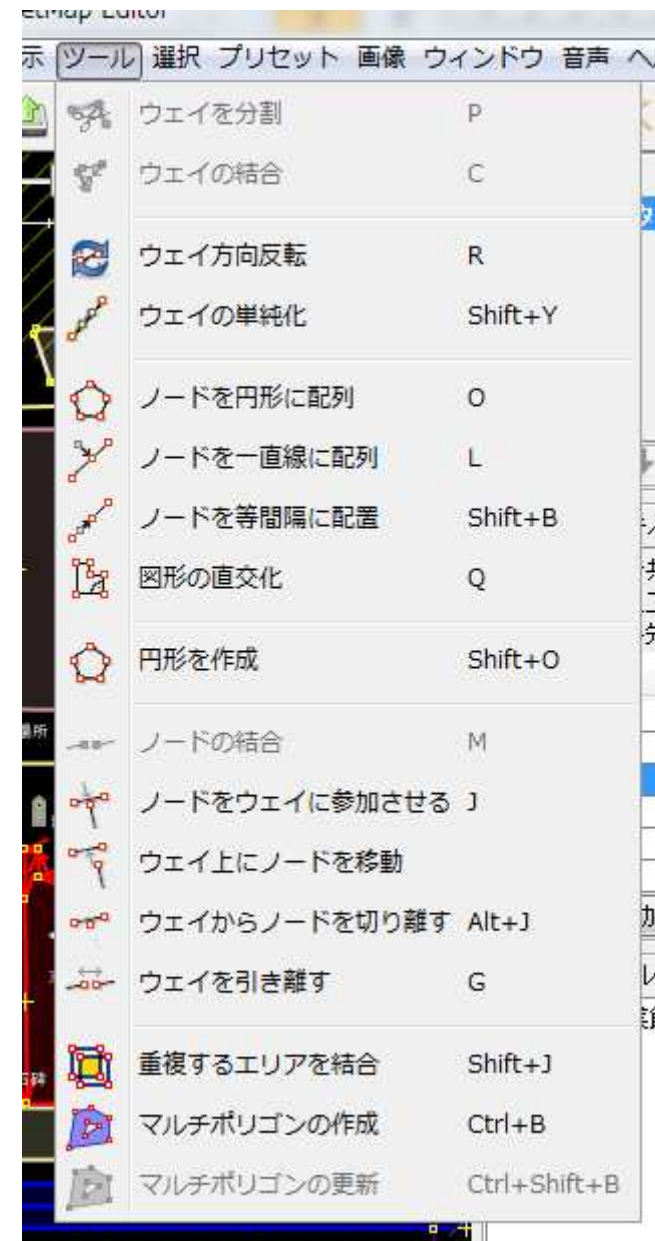 etMap Editor
示 ツール 選択 プリセット 画像 ウィンドウ 音声 ヘ
ウェイを分割 P
ウェイの結合 C
ウェイ方向反転 R
ウェイの単純化 Shift+Y
ノードを円形に配列 O
ノードを一直線に配列 L
ノードを等間隔に配置 Shift+B
図形の直交化 Q
円形を作成 Shift+O
ノードの結合 M
ノードをウェイに参加させる J
ウェイ上にノードを移動
ウェイからノードを切り離す Alt+J
ウェイを引き離す G
重複するエリアを結合 Shift+J
マルチポリゴンの作成 Ctrl+B
マルチポリゴンの更新 Ctrl+Shift+B